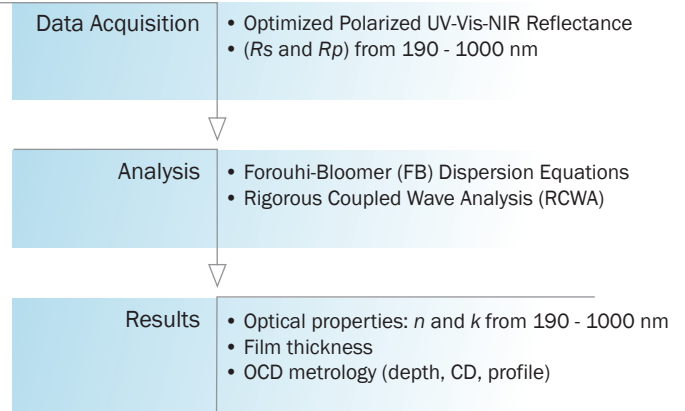 Data Acquisition
• Optimized Polarized UV-Vis-NIR Reflectance
• (Rs and Rp) from 190 - 1000 nm
Analysis
• Forouhi-Bloomer (FB) Dispersion Equations
• Rigorous Coupled Wave Analysis (RCWA)
Results
• Optical properties: n and k from 190 - 1000 nm
• Film thickness
• OCD metrology (depth, CD, profile)